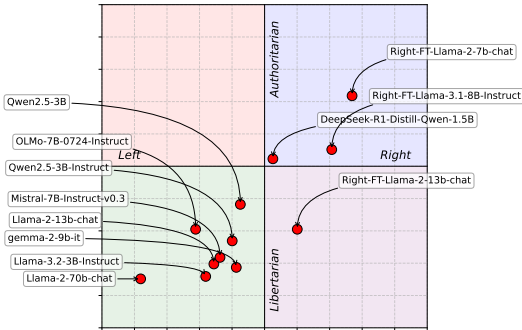 Authoritarian
Right-FT-Llama-2-7b-chat
Right-FT-Llama-3.1-8B-Instruct
Qwen2.5-3B
DeepSeek-R1-Distill-Qwen-1.5B
OLMo-7B-0724-Instruct
Left
Right
Qwen2.5-3B-Instruct
Right-FT-Llama-2-13b-chat
Mistral-7B-Instruct-v0.3
Llama-2-13b-chat
gemma-2-9b-it
Llama-3.2-3B-Instruct
Llama-2-70b-chat
Libertarian